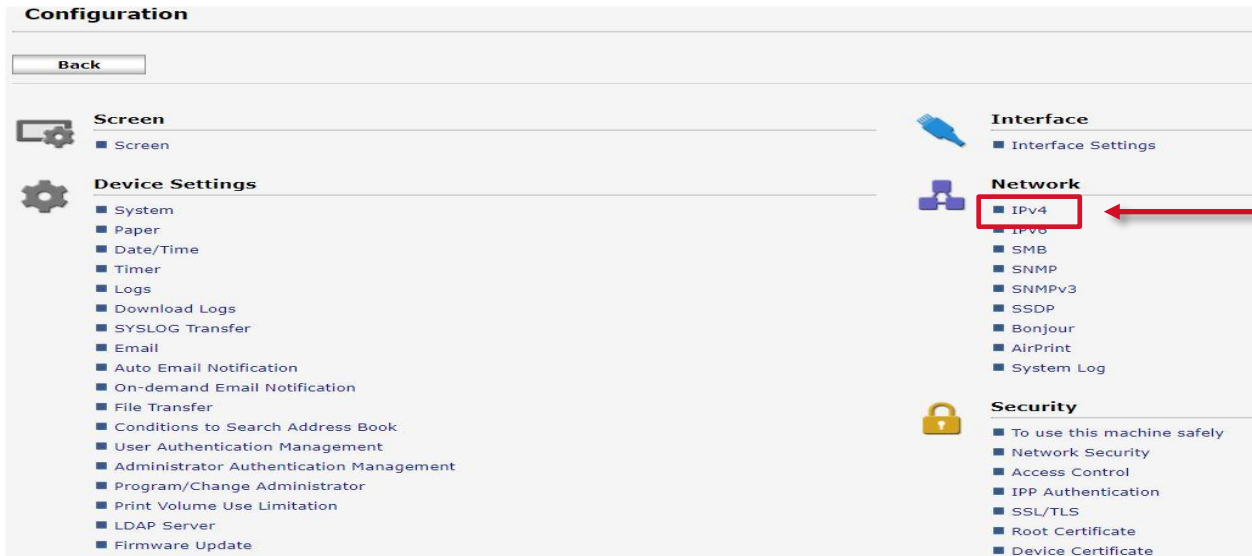 Configuration
Back
Screen
Screen
Device Settings
System
Paper
Date/Time
Timer
Logs
Download Logs
SYSLOG Transfer
Email
Auto Email Notification
On-demand Email Notification
File Transfer
Conditions to Search Address Book
User Authentication Management
Administrator Authentication Management
Program/Change Administrator
Print Volume Use Limitation
LDAP Server
Firmware Update
Interface
Interface Settings
Network
IPv4
IPv6
SMB
SNMP
SNMPv3
SSDP
Bonjour
AirPrint
System Log
Security
To use this machine safely
Network Security
Access Control
IPP Authentication
SSL/TLS
Root Certificate
Device Certificate